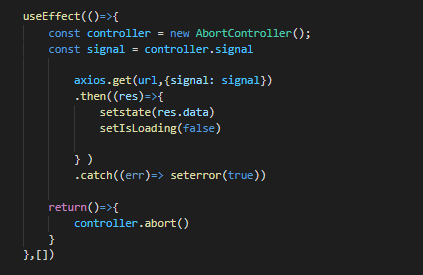 useEffect(()=>{
    const controller = new AbortController();
    const signal = controller.signal

        axios.get(url,{signal: signal})
        .then((res)=>{
            setstate(res.data)
            setIsLoading(false)

        } )
        .catch((err)=> seterror(true))

    return()=>{
        controller.abort()
    }
},[])